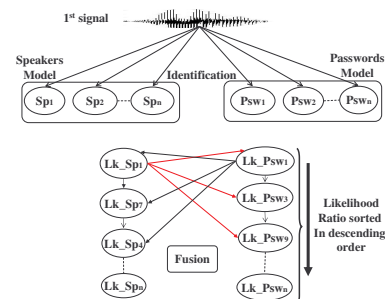 1st signal
Speakers
Model
Identification
Passwords
Model
Sp1 Sp2 Spn
Psw1 Psw2 Pswn
Lk_Sp1 Lk_Psw1
Lk_Sp7 Lk_Psw3
Lk_Sp4 Lk_Psw9
Lk_Spn Lk_Pswn
Fusion
Likelihood
Ratio sorted
In descending
order